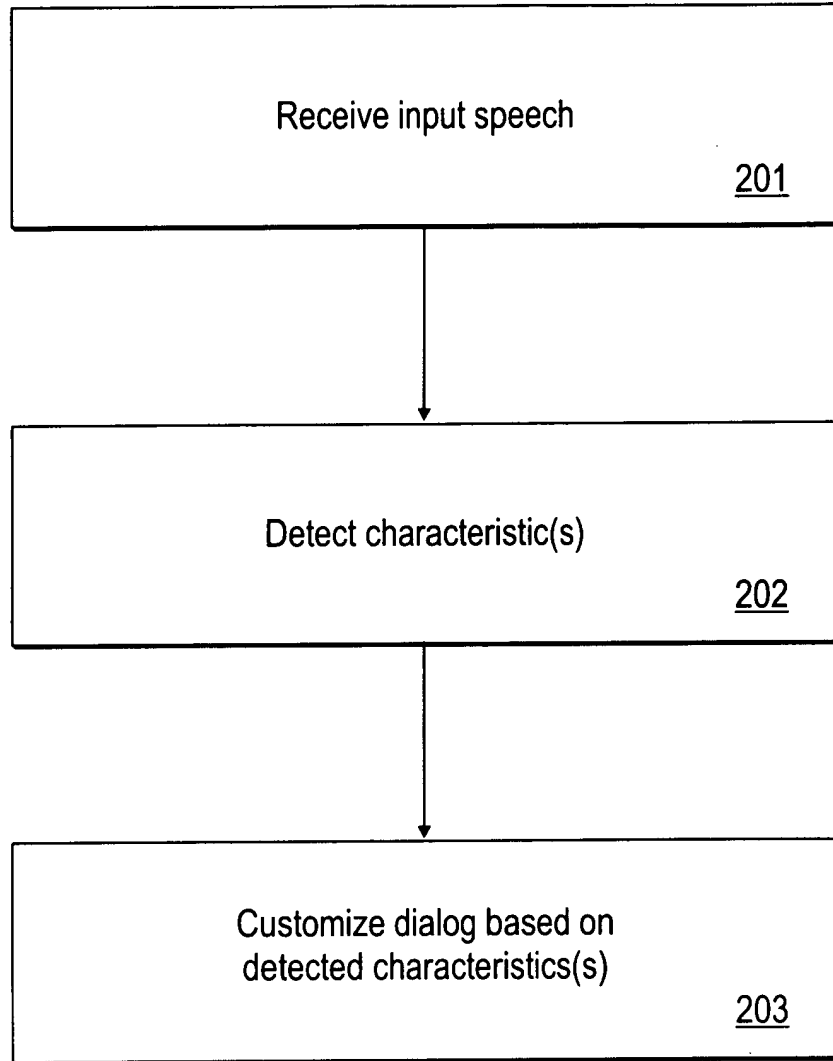 Receive input speech
201
Detect characteristic(s)
202
Customize dialog based on
detected characteristics(s)
203